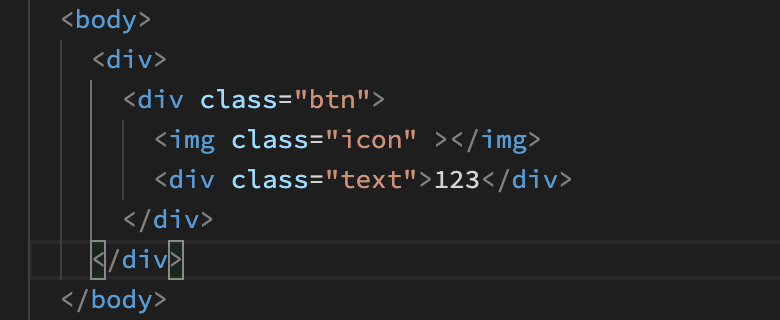 <body>
<div>
<div class="btn">
<img class="icon" ></img>
<div class="text">123</div>
</div>
</div>
</body>